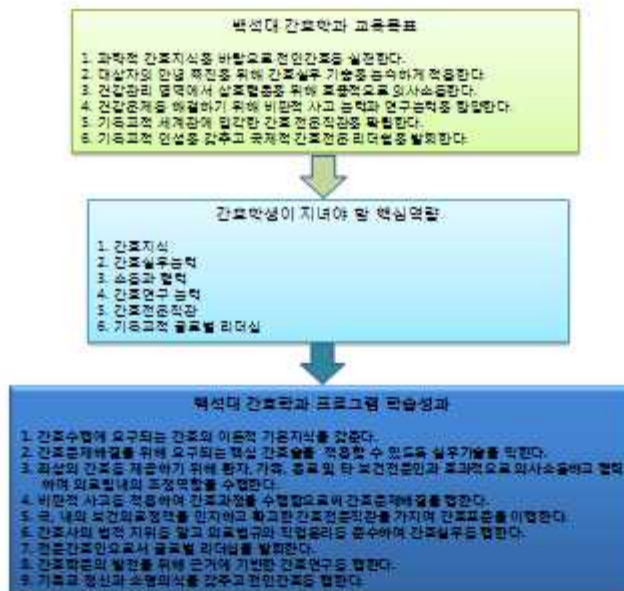 백석대 간호학과 교육목표
1. 과학적 간호지식을 바탕으로 전인간호를 실천한다.
2. 대상자의 안녕 증진을 위해 간호실무 기술을 능숙하게 적용한다.
3. 건강관리 영역에서 상호협력을 위해 효율적으로 의사소통한다.
4. 건강문제를 해결하기 위해 비판적 사고 능력과 연구능력을 함양한다.
5. 기독교적 세계관에 입각한 간호 전문직관을 확립한다.
6. 기독교적 인성을 갖추고 국제적 간호전문 리더쉽을 발휘한다.
간호학생이 지녀야 할 핵심역량
1. 간호지식
2. 간호실무능력
3. 소통과 협력
4. 간호연구 능력
5. 간호전문직관
6. 기독교적 글로벌 리더십
백석대 간호학과 프로그램 학습성과
1. 간호수행에 요구되는 간호의 이론적 기본지식을 갖춘다.
2. 간호문제해결을 위해 요구되는 핵심 간호술을 적용할 수 있도록 실무기술을 익힌다.
3. 최상의 간호를 제공하기 위해 환자, 가족, 동료 및 타 보건전문인과 효과적으로 의사소통하고 협력
하여 의료팀내의 조정역할을 수행한다.
4. 비판적 사고를 적용하여 간호과정을 수행함으로써 간호문제해결을 행한다.
5. 국, 내외 보건의료정책을 인지하고 확고한 간호전문직관을 가지며 간호표준을 이행한다.
6. 간호사의 법적 지위를 알고 의료법규와 직업윤리를 준수하여 간호실무를 행한다.
7. 전문간호인으로서 글로벌 리더십을 발휘한다.
8. 간호학문의 발전을 위해 근거에 기반한 간호연구를 행한다.
9. 기독교 정신과 소명의식을 갖추고 전인간호를 행한다.